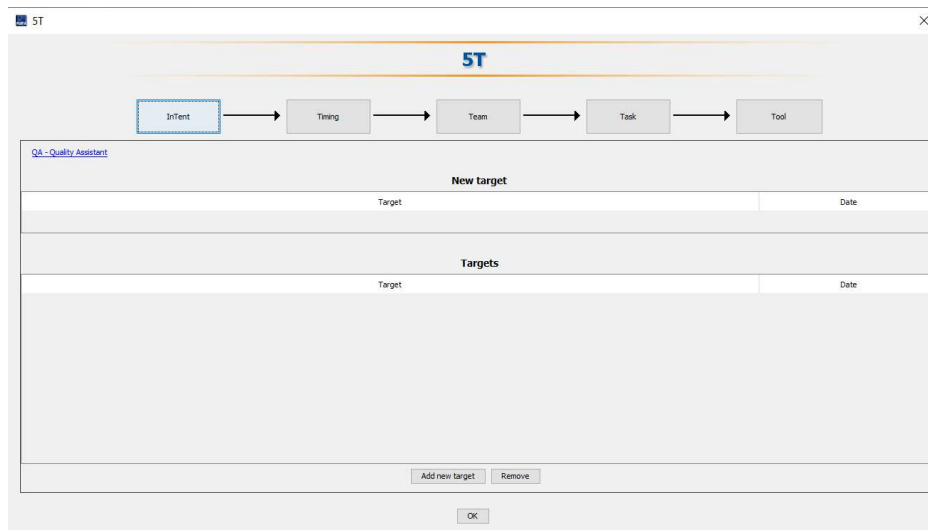 5T
5T
InTent Timing Team Task Tool
QA - Quality Assistant
New target
Target Date
Targets
Target Date
Add new target Remove
OK